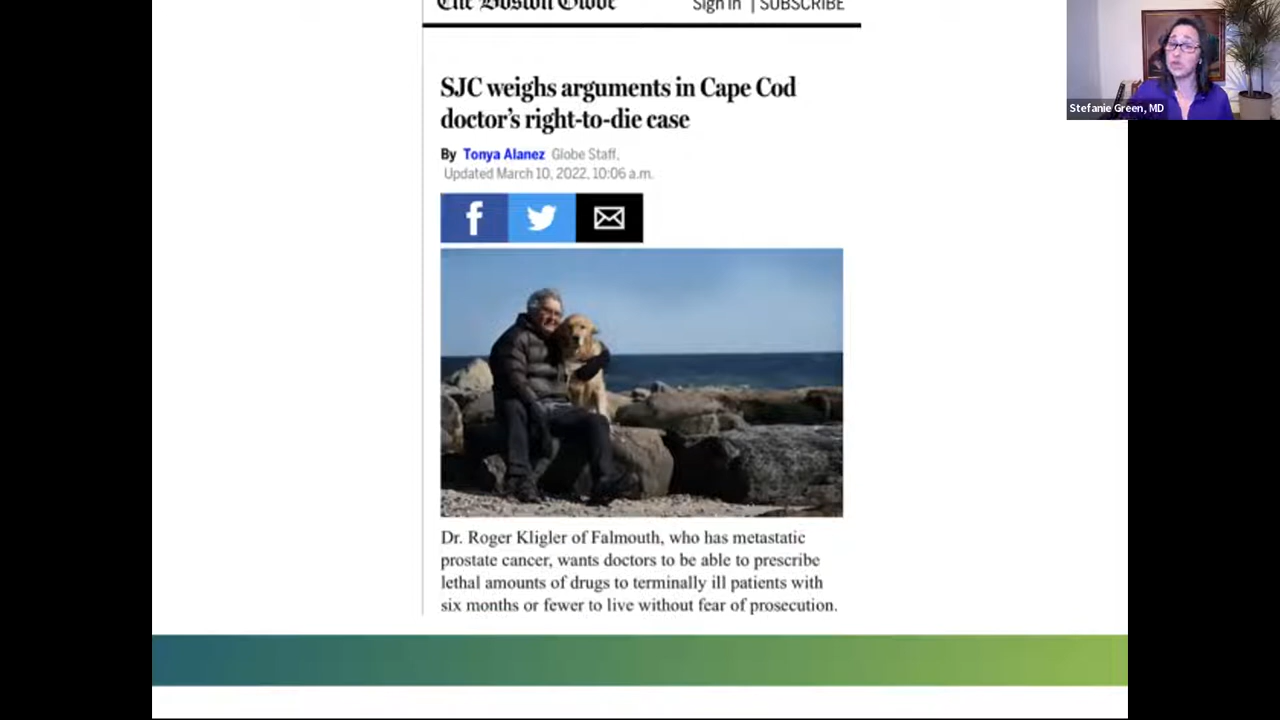 The Boston Globe
Sign In | SUBSCRIBE
Stefanie Green, MD
SJC weighs arguments in Cape Cod
doctor's right-to-die case
By Tonya Alanez Globe Staff,
Updated March 10, 2022, 10:06 a.m.
Dr. Roger Kligler of Falmouth, who has metastatic
prostate cancer, wants doctors to be able to prescribe
lethal amounts of drugs to terminally ill patients with
six months or fewer to live without fear of prosecution.